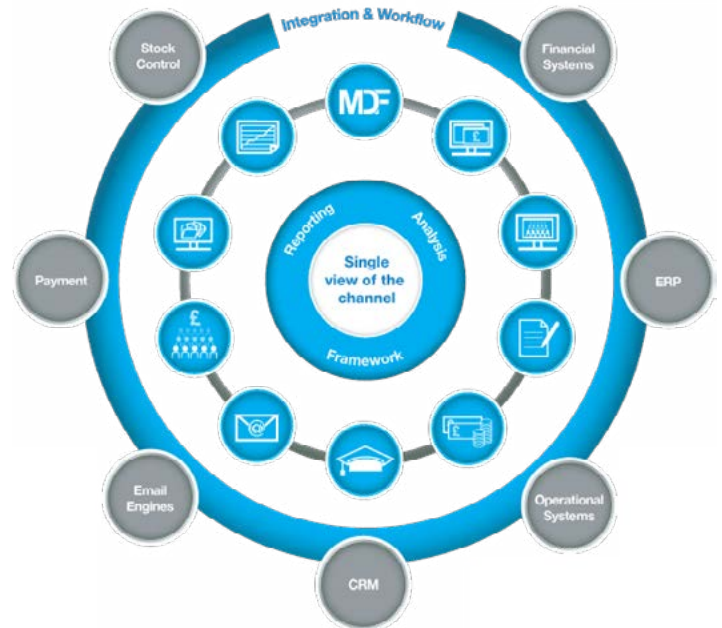 Integration & Workflow
Stock
Control
Financial
Systems
MDF
£
Reporting
Analysis
Single
view of the
channel
Framework
Payment
ERP
£
@
£
Email
Engines
Operational
Systems
CRM